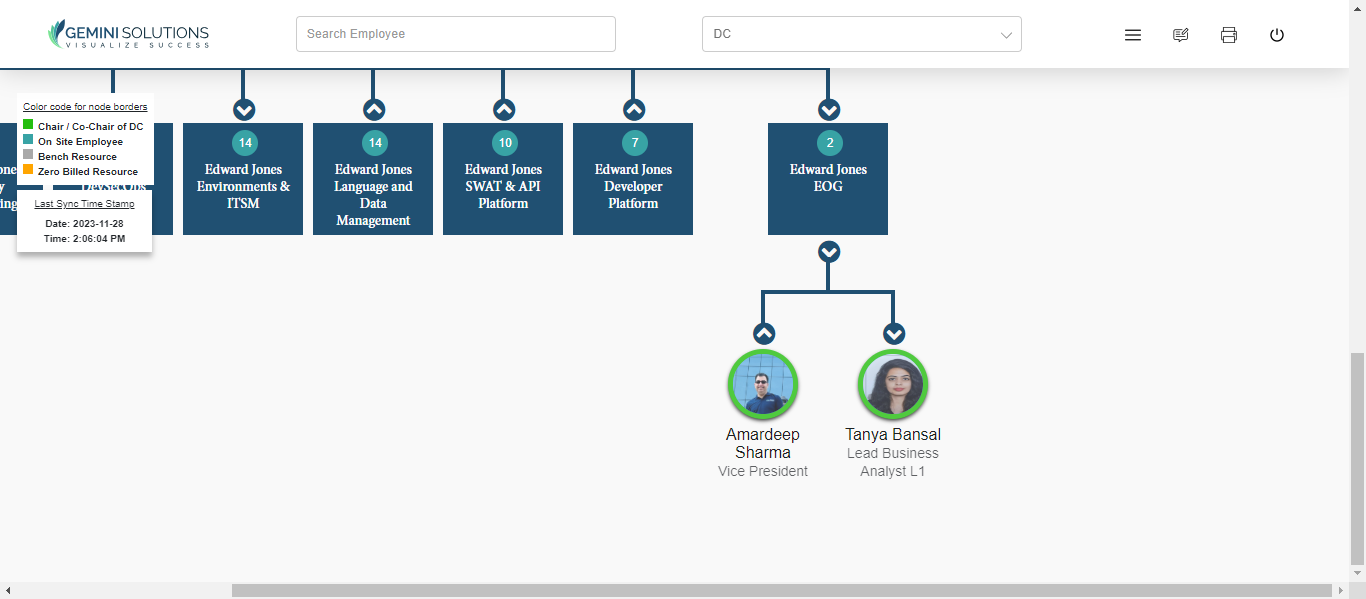 GEMINI SOLUTIONS
VISUALIZE SUCCESS
Search Employee
DC
Color code for node borders
Chair / Co-Chair of DC
On Site Employee
Bench Resource
Zero Billed Resource
Last Sync Time Stamp
Date: 2023-11-28
Time: 2:06:04 PM
DevSecOps
14
Edward Jones
Environments &
ITSM
14
Edward Jones
Language and
Data
Management
10
Edward Jones
SWAT & API
Platform
7
Edward Jones
Developer
Platform
2
Edward Jones
EOG
Amardeep
Sharma
Vice President
Tanya Bansal
Lead Business
Analyst L1